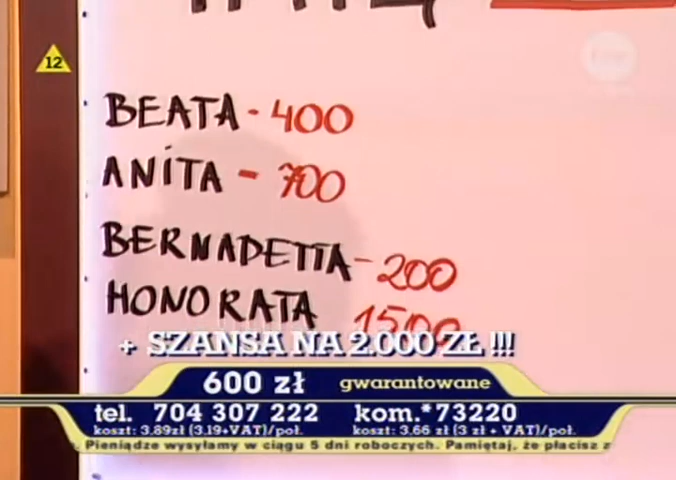 12
BEATA - 400
ANITA - 700
BERNADETTA - 200
HONORATA 1500
+ SZANSA NA 2.000 ZŁ !!!
600 zł gwarantowane
tel. 704 307 222 kom.*73220
koszt: 3.89zł (3.19+VAT)/poł. koszt: 3.66 zł (3 zł + VAT)/poł.
. Pieniądze wysyłamy w ciągu 5 dni roboczych. Pamiętaj, że płacisz z